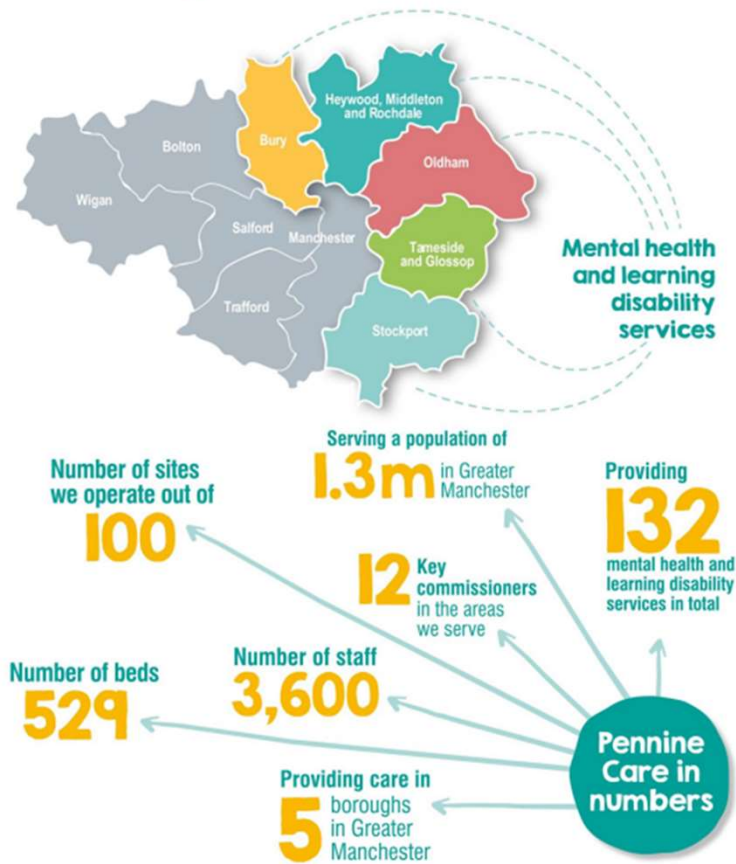 Heywood, Middleton
and Rochdale
Bury
Bolton
Oldham
Wigan
Salford
Manchester
Tameside
and Glossop
Trafford
Stockport
Mental health
and learning
disability
services
Serving a population of
1.3m
in Greater
Manchester
Number of sites
we operate out of
100
Providing
132
mental health and
learning disability
services in total
12
Key
commissioners
in the areas
we serve
Number of staff
3,600
Number of beds
529
Pennine
Care in
numbers
Providing care in
5
boroughs
in Greater
Manchester